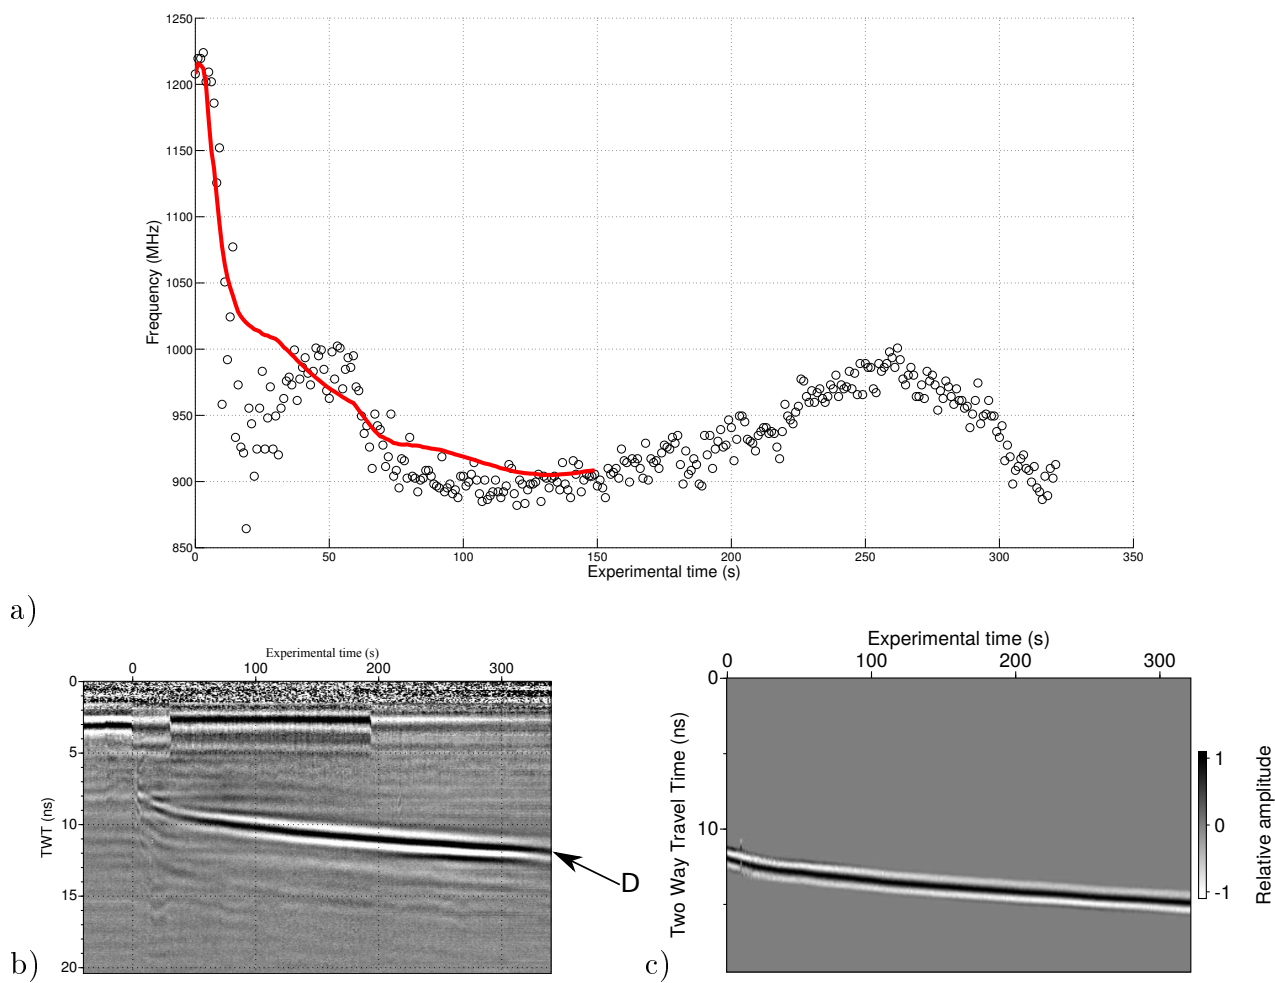 1250
1200
1150
1100
1050
1000
950
900
850
Frequency (MHz)
0 50 100 150 200 250 300 350
Experimental time (s)
a)
Experimental time (s)
0 100 200 300
0
5
10
15
20
TWT (ns)
D
b)
Experimental time (s)
0 100 200 300
0
10
Two Way Travel Time (ns)
1
0
-1
Relative amplitude
c)